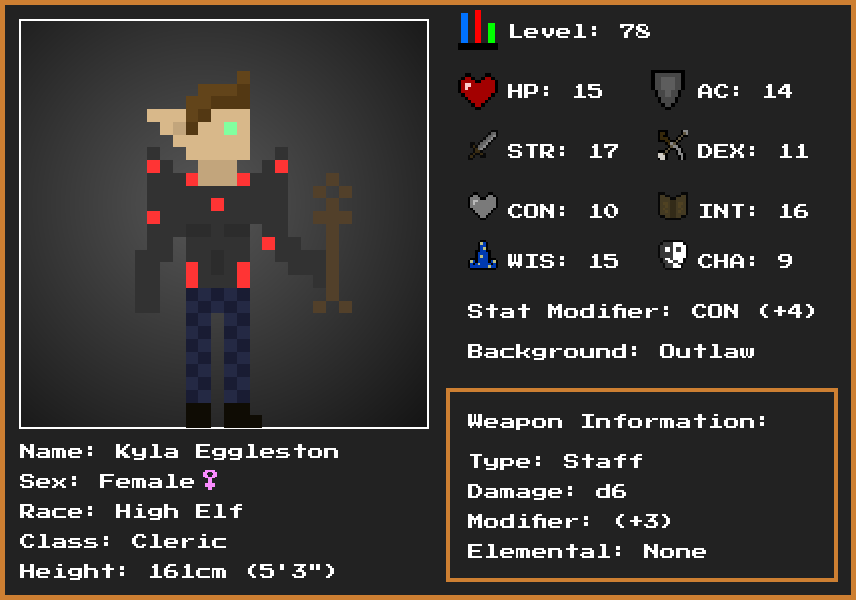 Level: 78
HP: 15
AC: 14
STR: 17
DEX: 11
CON: 10
INT: 16
WIS: 15
CHA: 9
Stat Modifier: CON (+4)
Background: Outlaw
Weapon Information:
Type: Staff
Damage: d6
Modifier: (+3)
Elemental: None
Name: Kyla Eggleston
Sex: Female♀
Race: High Elf
Class: Cleric
Height: 161cm (5'3")